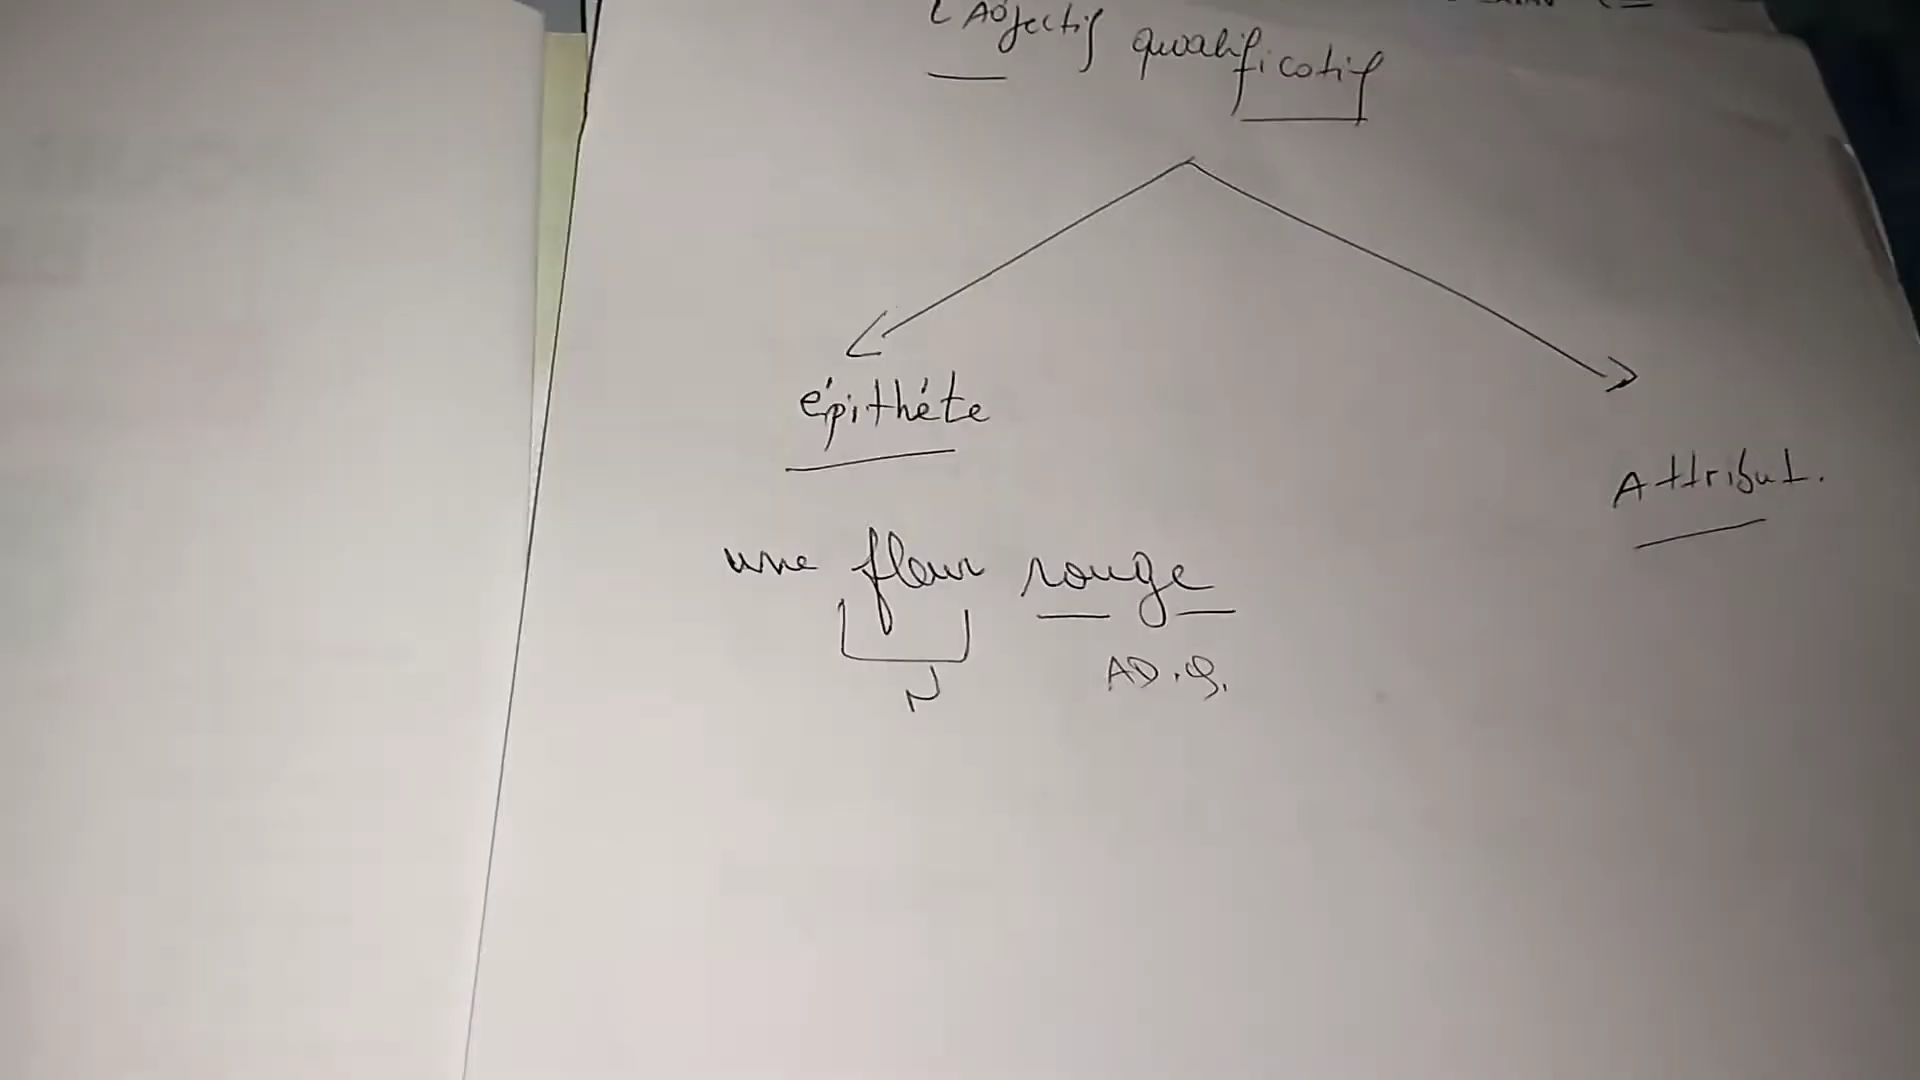 L'Adjectif qualificatif
épithéte
Attribut.
une fleur rouge
N
AD.Q.